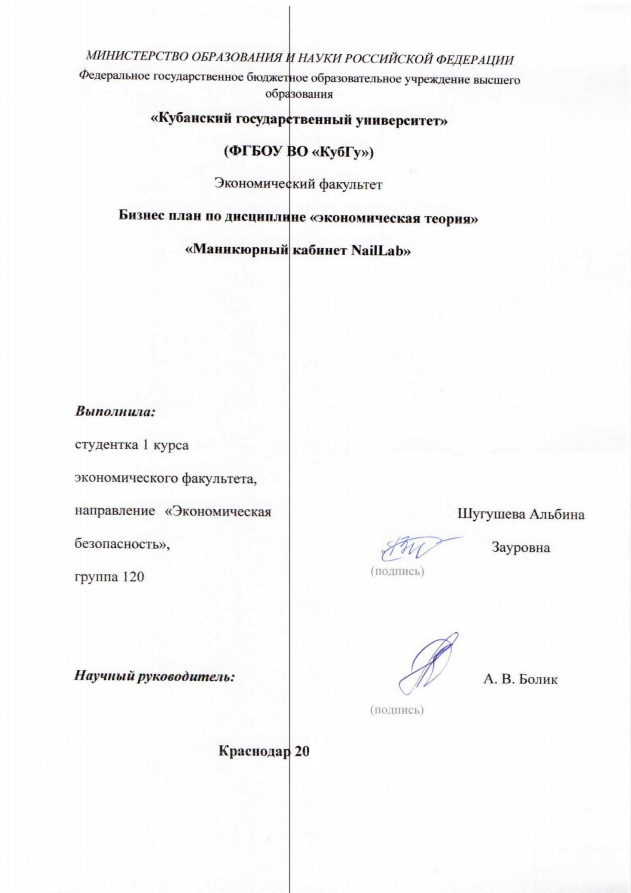 МИНИСТЕРСТВО ОБРАЗОВАНИЯ И НАУКИ РОССИЙСКОЙ ФЕДЕРАЦИИ
Федеральное государственное бюджетное образовательное учреждение высшего
образования
«Кубанский государственный университет»
(ФГБОУ ВО «КубГу»)
Экономический факультет
Бизнес план по дисциплине «экономическая теория»
«Маникюрный кабинет NailLab»
Выполнила:
студентка 1 курса
экономического факультета,
направление «Экономическая
безопасность»,
группа 120
Шугушева Альбина
Зауровна
(подпись)
Научный руководитель:
А. В. Болик
(подпись)
Краснодар 20